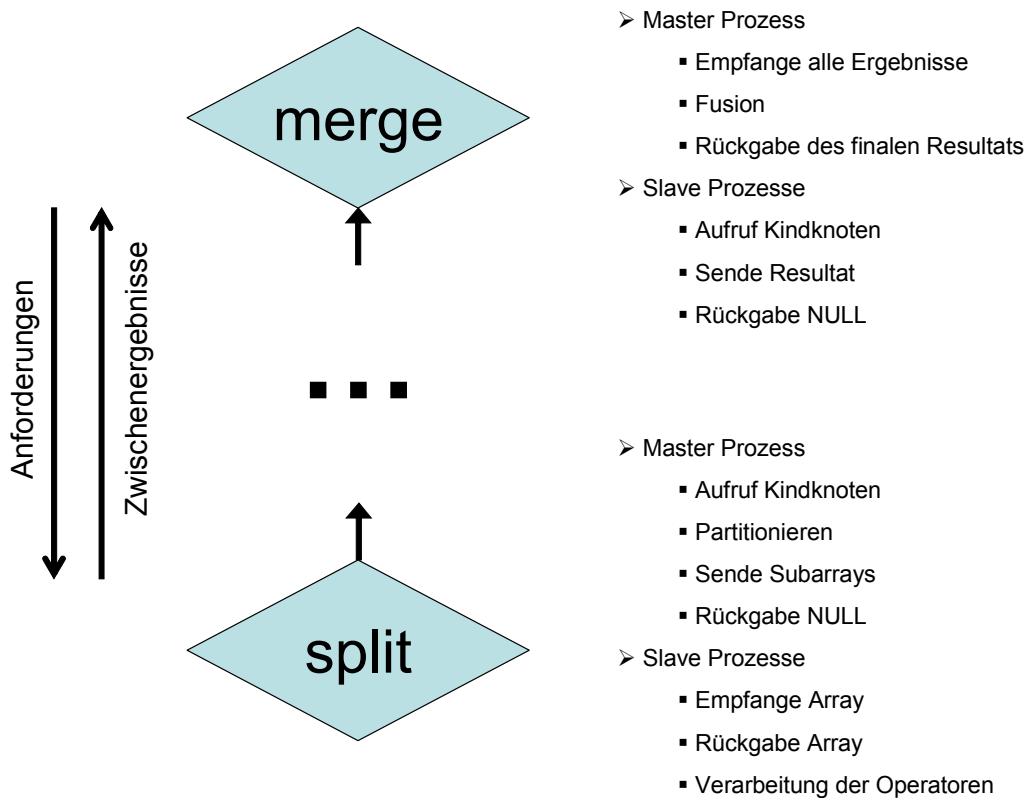 merge
➢ Master Prozess
▪ Empfange alle Ergebnisse
▪ Fusion
▪ Rückgabe des finalen Resultats
➢ Slave Prozesse
▪ Aufruf Kindknoten
▪ Sende Resultat
▪ Rückgabe NULL
Anforderungen
Zwischenergebnisse
split
➢ Master Prozess
▪ Aufruf Kindknoten
▪ Partitionieren
▪ Sende Subarrays
▪ Rückgabe NULL
➢ Slave Prozesse
▪ Empfange Array
▪ Rückgabe Array
▪ Verarbeitung der Operatoren